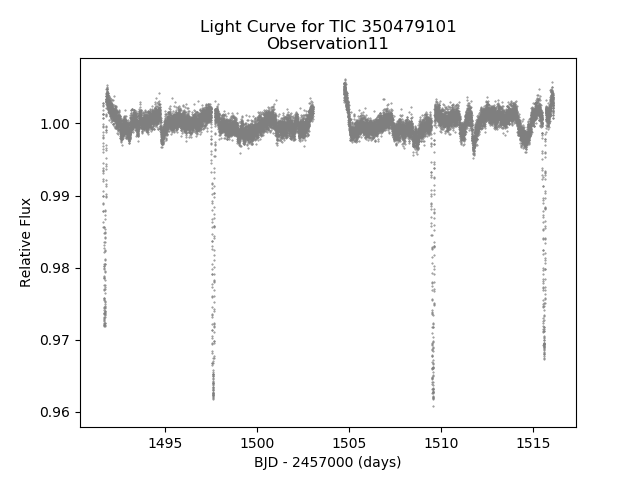 Light Curve for TIC 350479101
Observation11
1.00
0.99
0.98
0.97
0.96
Relative Flux
1495
1500
1505
1510
1515
BJD - 2457000 (days)